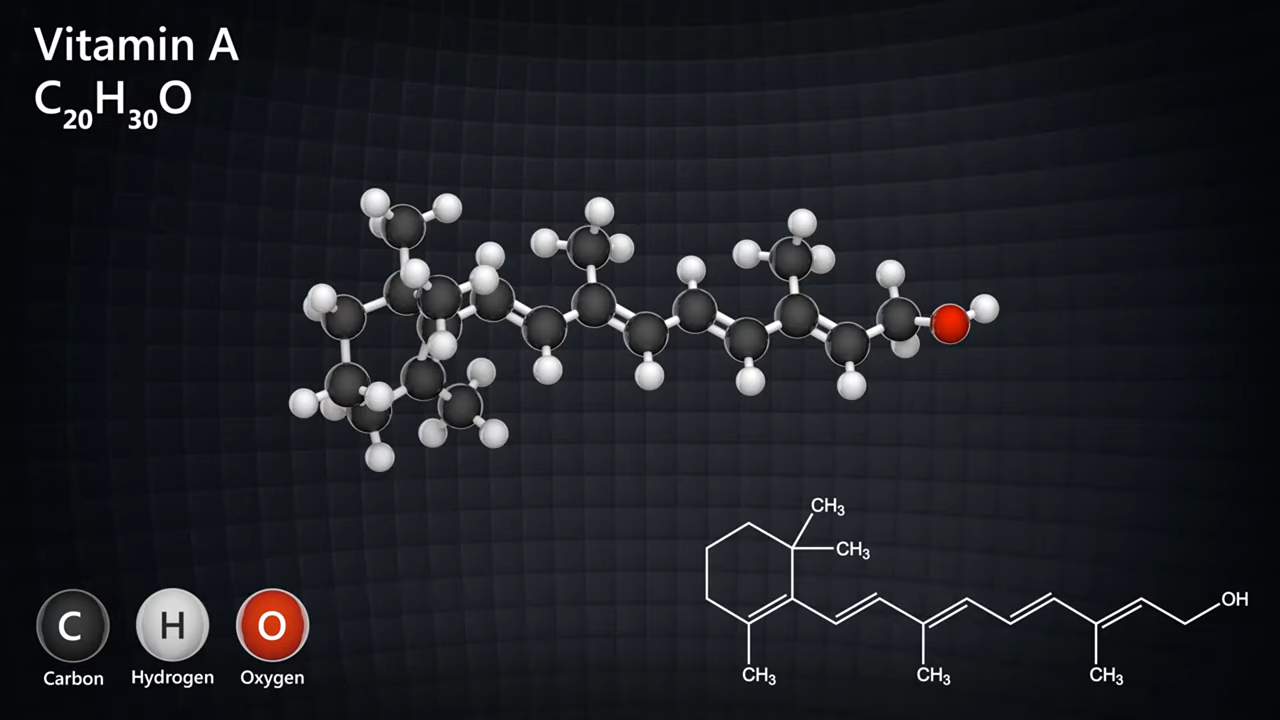 Vitamin A
C₂₀H₃₀O
CH₃
CH₃
OH
CH₃
CH₃
CH₃
C
H
O
Carbon
Hydrogen
Oxygen